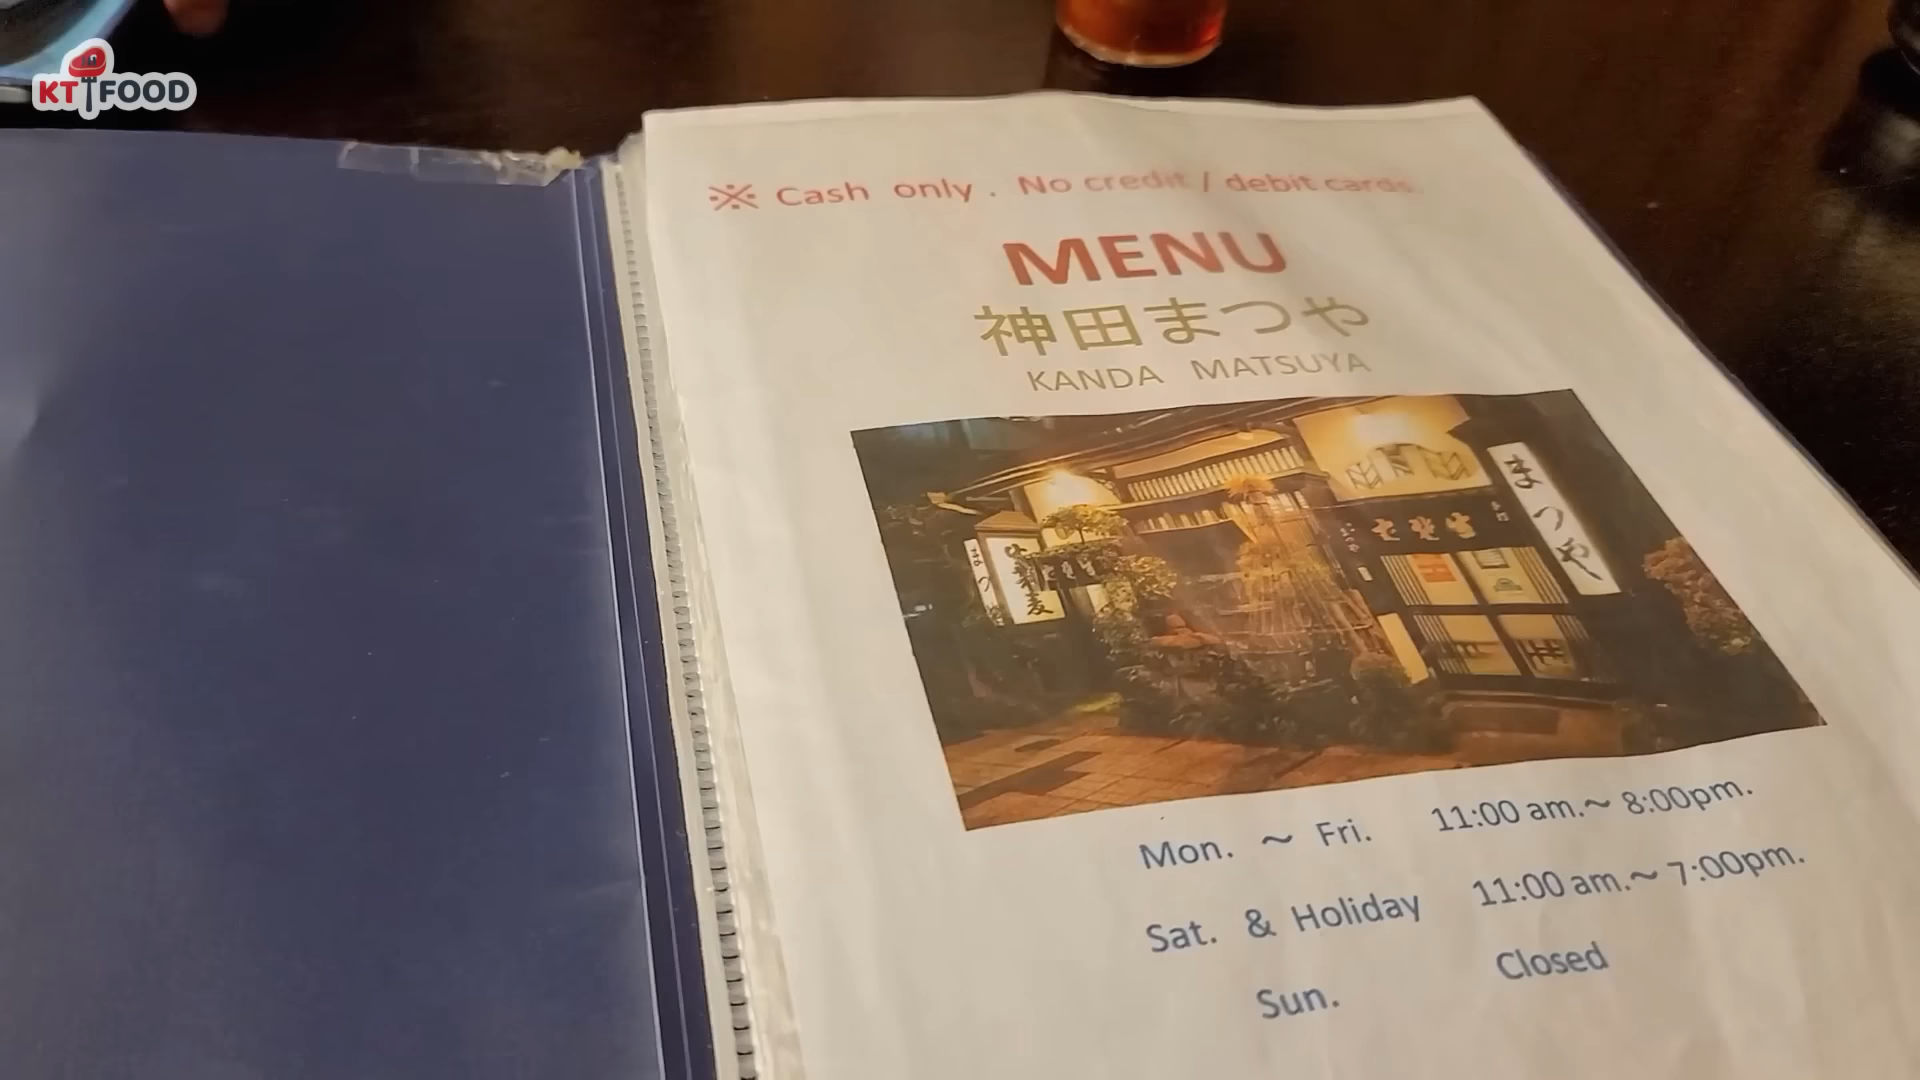 KT FOOD
※ Cash only . No credit / debit cards.
MENU
神田まつや
KANDA MATSUYA
まつや
Mon. ~ Fri. 11:00 am.~ 8:00pm.
Sat. & Holiday 11:00 am.~ 7:00pm.
Sun. Closed